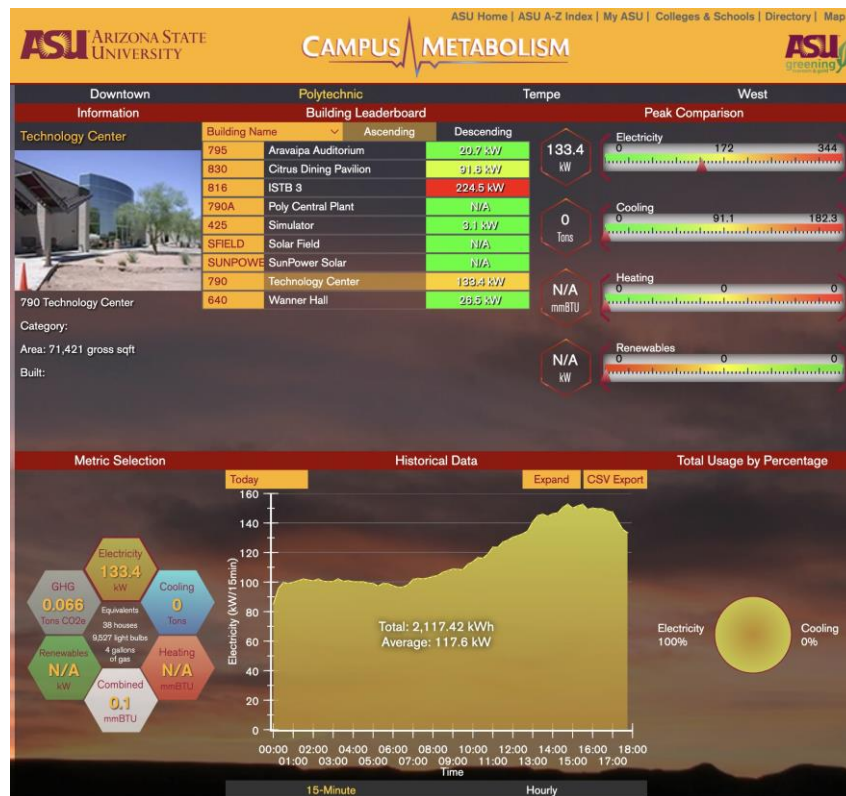 ASU Home | ASU A-Z Index | My ASU | Colleges & Schools | Directory | Map
ASU ARIZONA STATE UNIVERSITY
CAMPUS METABOLISM
ASU
greening
Downtown Polytechnic Tempe West
Information Building Leaderboard Peak Comparison
Technology Center
Building Name Ascending Descending
795 Aravaipa Auditorium 20.7 kW
830 Citrus Dining Pavilion 91.6 kW
816 ISTB 3 224.5 kW
790A Poly Central Plant N/A
425 Simulator 3.1 kW
SFIELD Solar Field N/A
SUNPOWE SunPower Solar N/A
790 Technology Center 133.4 kW
640 Wanner Hall 26.5 kW
133.4 kW
Electricity
0 172 344
0 Tons
Cooling
0 91.1 182.3
N/A mmBTU
Heating
0 0 0
N/A kW
Renewables
0 0 0
790 Technology Center
Category:
Area: 71,421 gross sqft
Built:
Metric Selection Historical Data Total Usage by Percentage
Today Expand CSV Export
Electricity
133.4
kW
GHG
0.066
Tons CO2e
Cooling
0
Tons
Equivalents
38 houses
9,527 light bulbs
4 gallons
of gas
Renewables
N/A
kW
Heating
N/A
mmBTU
Combined
0.1
mmBTU
Electricity (kW/15min)
160
140
120
100
80
60
40
20
0
Total: 2,117.42 kWh
Average: 117.6 kW
00:00 02:00 04:00 06:00 08:00 10:00 12:00 14:00 16:00 18:00
01:00 03:00 05:00 07:00 09:00 11:00 13:00 15:00 17:00
Time
Electricity
100%
Cooling
0%
15-Minute Hourly